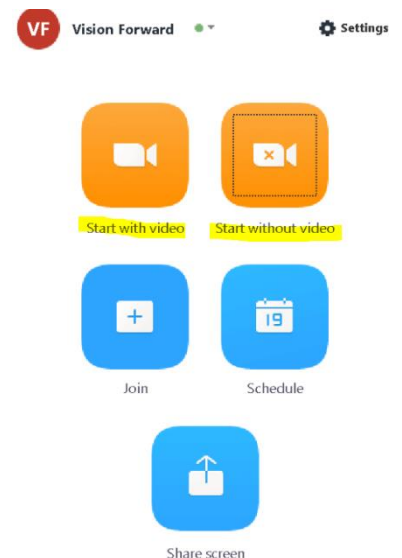 VF Vision Forward Settings
Start with video Start without video
19
Join Schedule
Share screen